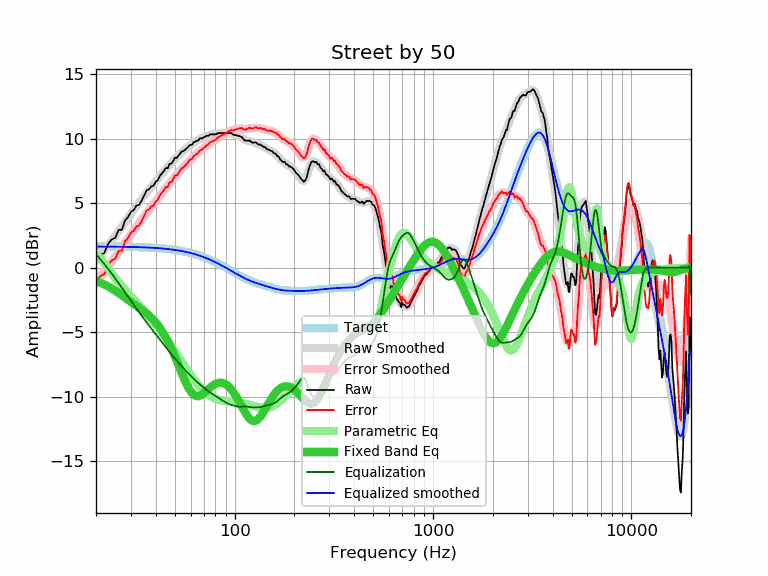 Street by 50
Amplitude (dBr)
15
10
5
0
−5
−10
−15
Target
Raw Smoothed
Error Smoothed
Raw
Error
Parametric Eq
Fixed Band Eq
Equalization
Equalized smoothed
100
1000
10000
Frequency (Hz)